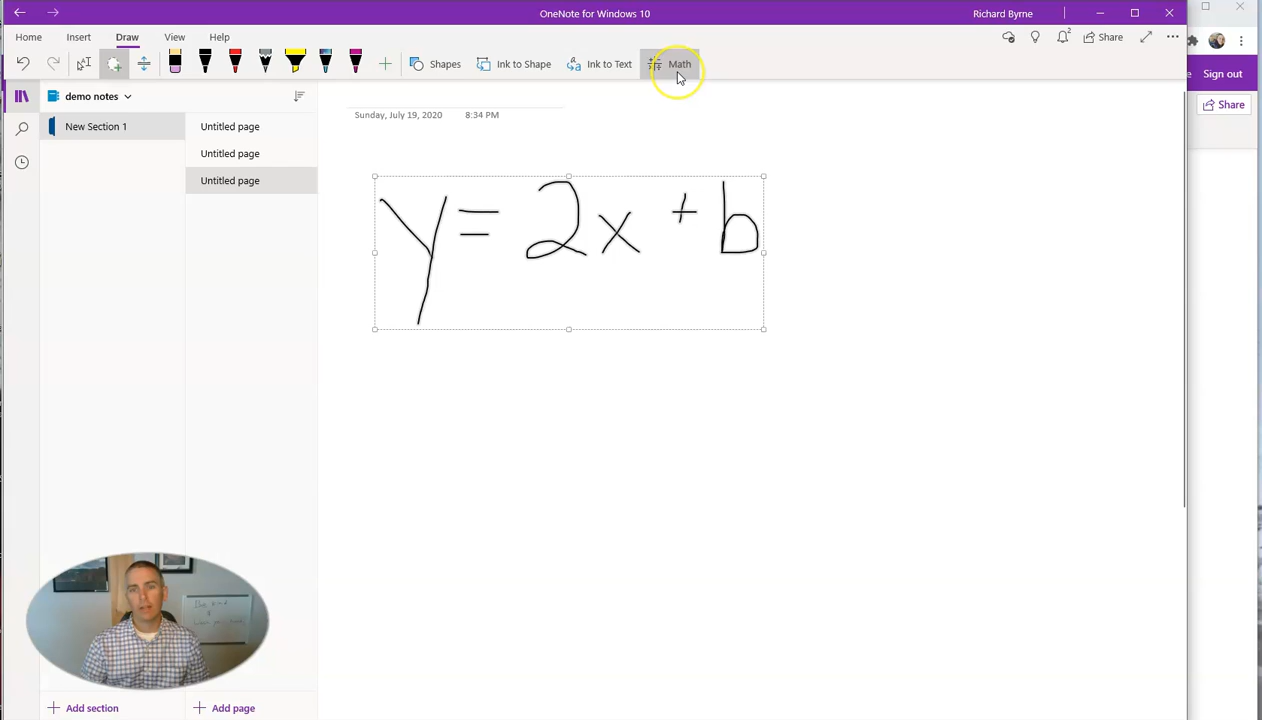 OneNote for Windows 10
Richard Byrne
Home Insert Draw View Help
Share
Shapes Ink to Shape Ink to Text Math
Sign out
demo notes
Share
New Section 1
Untitled page
Untitled page
Untitled page
Sunday, July 19, 2020 8:34 PM
y = 2x + b
Add section
Add page